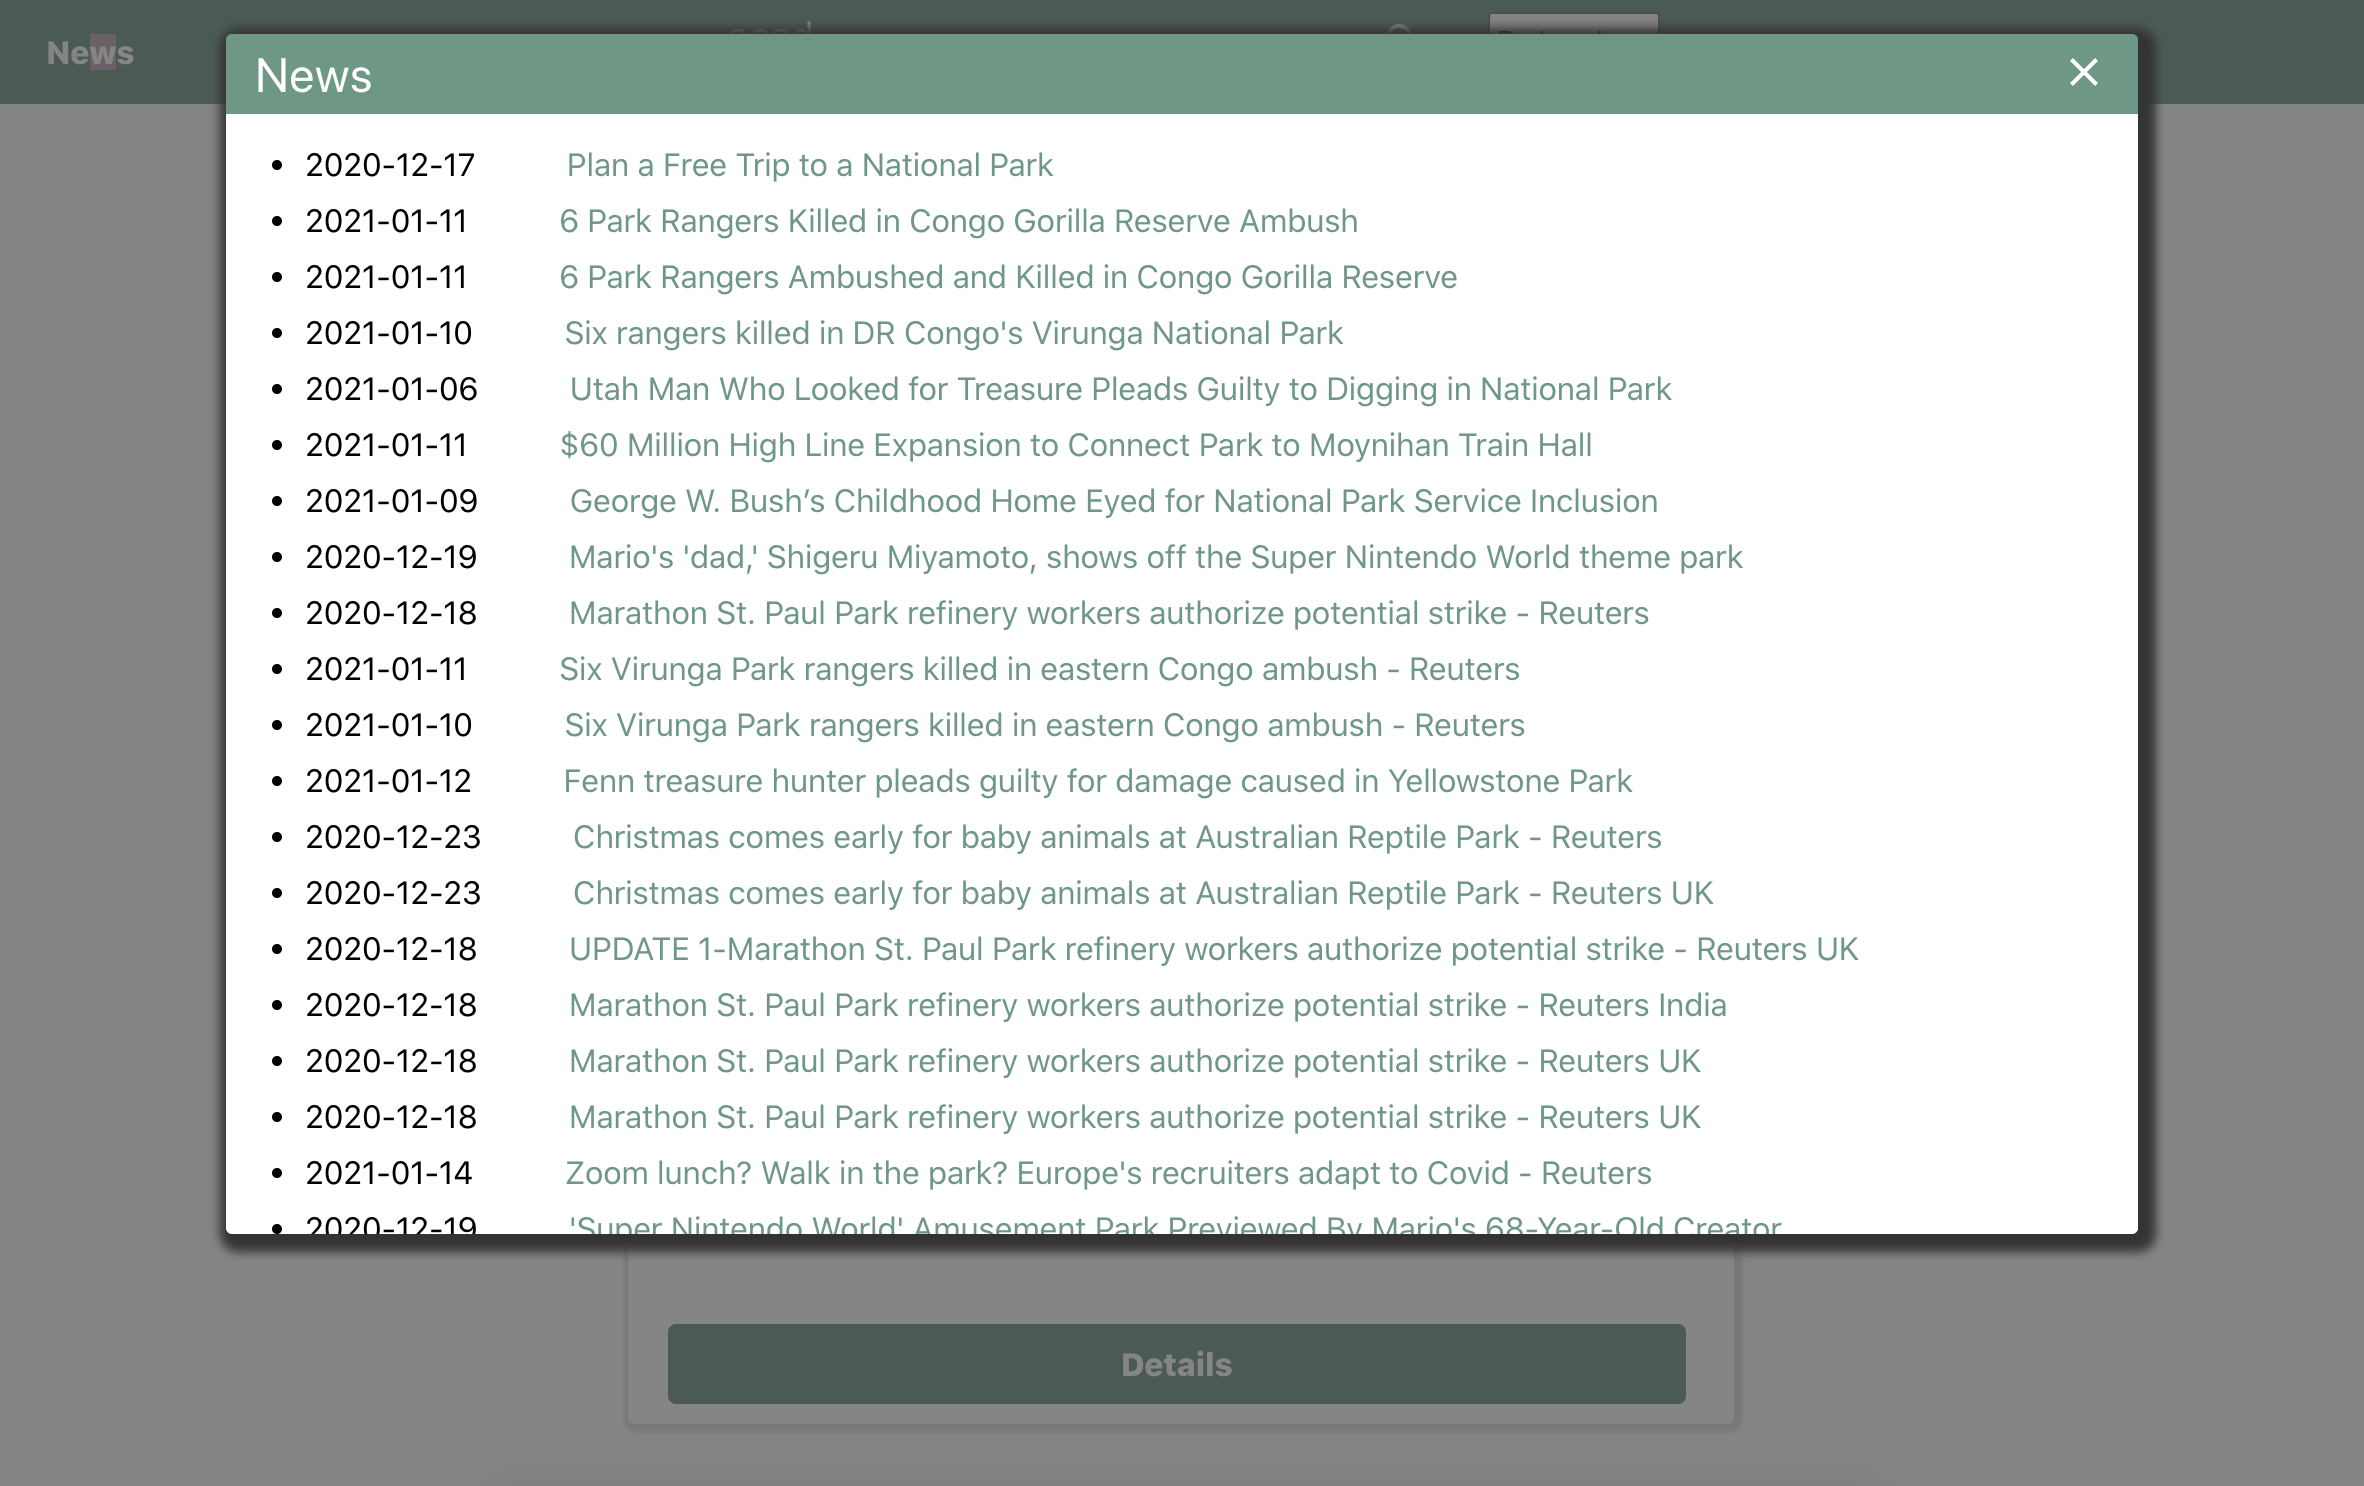 News
News
2020-12-17 Plan a Free Trip to a National Park
2021-01-11 6 Park Rangers Killed in Congo Gorilla Reserve Ambush
2021-01-11 6 Park Rangers Ambushed and Killed in Congo Gorilla Reserve
2021-01-10 Six rangers killed in DR Congo's Virunga National Park
2021-01-06 Utah Man Who Looked for Treasure Pleads Guilty to Digging in National Park
2021-01-11 $60 Million High Line Expansion to Connect Park to Moynihan Train Hall
2021-01-09 George W. Bush’s Childhood Home Eyed for National Park Service Inclusion
2020-12-19 Mario's 'dad,' Shigeru Miyamoto, shows off the Super Nintendo World theme park
2020-12-18 Marathon St. Paul Park refinery workers authorize potential strike - Reuters
2021-01-11 Six Virunga Park rangers killed in eastern Congo ambush - Reuters
2021-01-10 Six Virunga Park rangers killed in eastern Congo ambush - Reuters
2021-01-12 Fenn treasure hunter pleads guilty for damage caused in Yellowstone Park
2020-12-23 Christmas comes early for baby animals at Australian Reptile Park - Reuters
2020-12-23 Christmas comes early for baby animals at Australian Reptile Park - Reuters UK
2020-12-18 UPDATE 1-Marathon St. Paul Park refinery workers authorize potential strike - Reuters UK
2020-12-18 Marathon St. Paul Park refinery workers authorize potential strike - Reuters India
2020-12-18 Marathon St. Paul Park refinery workers authorize potential strike - Reuters UK
2020-12-18 Marathon St. Paul Park refinery workers authorize potential strike - Reuters UK
2021-01-14 Zoom lunch? Walk in the park? Europe's recruiters adapt to Covid - Reuters
2020-12-19 'Super Nintendo World' Amusement Park Previewed By Mario's 68-Year-Old Creator
Details